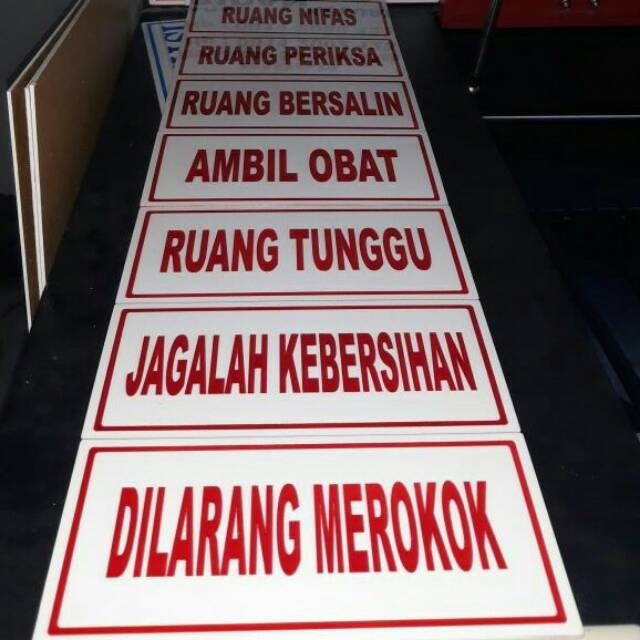 RUANG NIFAS
RUANG PERIKSA
RUANG BERSALIN
AMBIL OBAT
RUANG TUNGGU
JAGALAH KEBERSIHAN
DILARANG MEROKOK